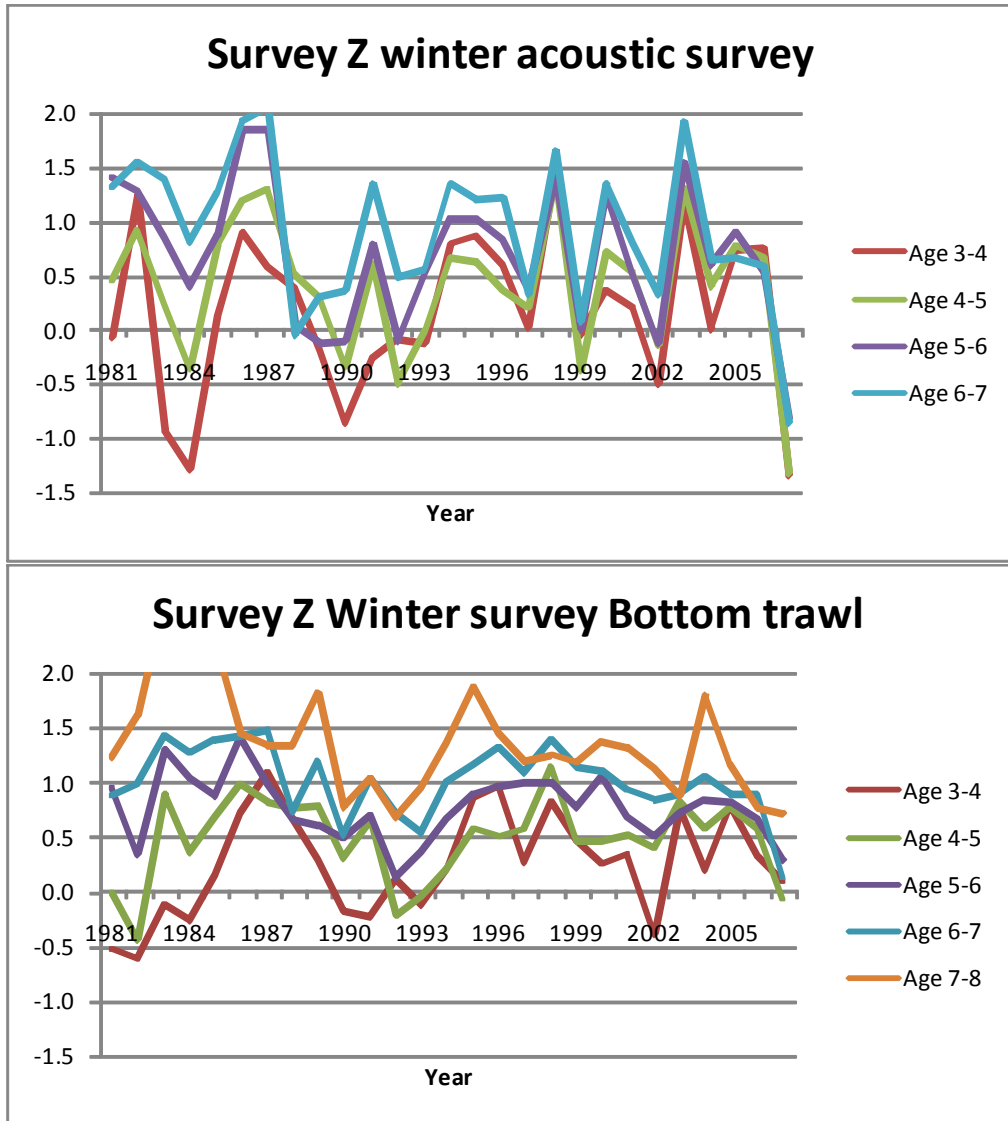 Survey Z winter acoustic survey
2.0
1.5
1.0
0.5
0.0
-0.5
-1.0
-1.5
1981 1984 1987 1990 1993 1996 1999 2002 2005
Year
Age 3-4
Age 4-5
Age 5-6
Age 6-7
Survey Z Winter survey Bottom trawl
2.0
1.5
1.0
0.5
0.0
-0.5
-1.0
-1.5
1981 1984 1987 1990 1993 1996 1999 2002 2005
Year
Age 3-4
Age 4-5
Age 5-6
Age 6-7
Age 7-8